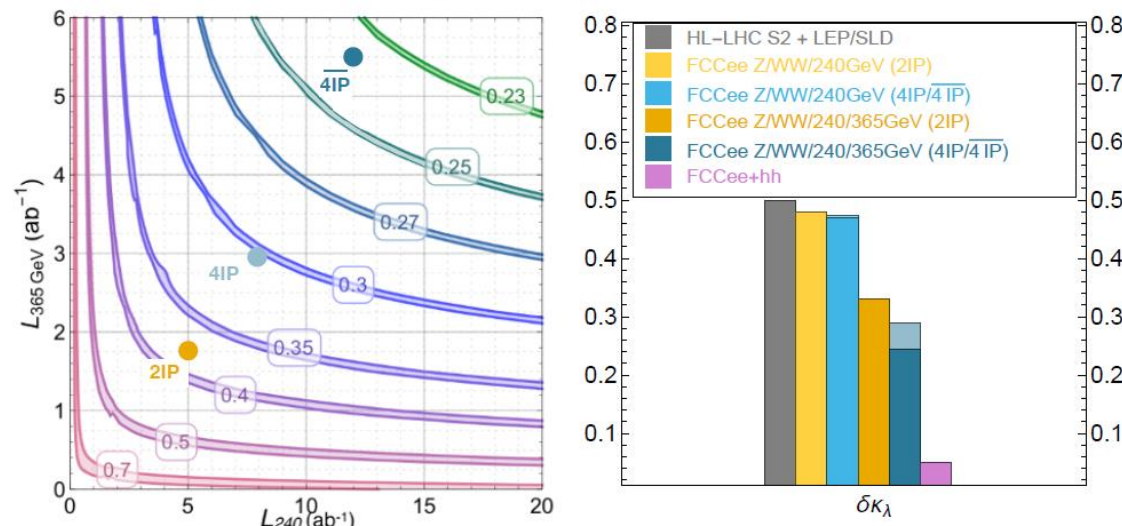 6
5
4
3
2
1
0
L365 GeV (ab⁻¹)
0 5 10 15 20
L240 (ab⁻¹)
4IP
4IP
2IP
0.23
0.25
0.27
0.3
0.35
0.4
0.5
0.7
0.8
0.7
0.6
0.5
0.4
0.3
0.2
0.1
HL−LHC S2 + LEP/SLD
FCCee Z/WW/240GeV (2IP)
FCCee Z/WW/240GeV (4IP/4IP)
FCCee Z/WW/240/365GeV (2IP)
FCCee Z/WW/240/365GeV (4IP/4IP)
FCCee+hh
0.8
0.7
0.6
0.5
0.4
0.3
0.2
0.1
δκλ